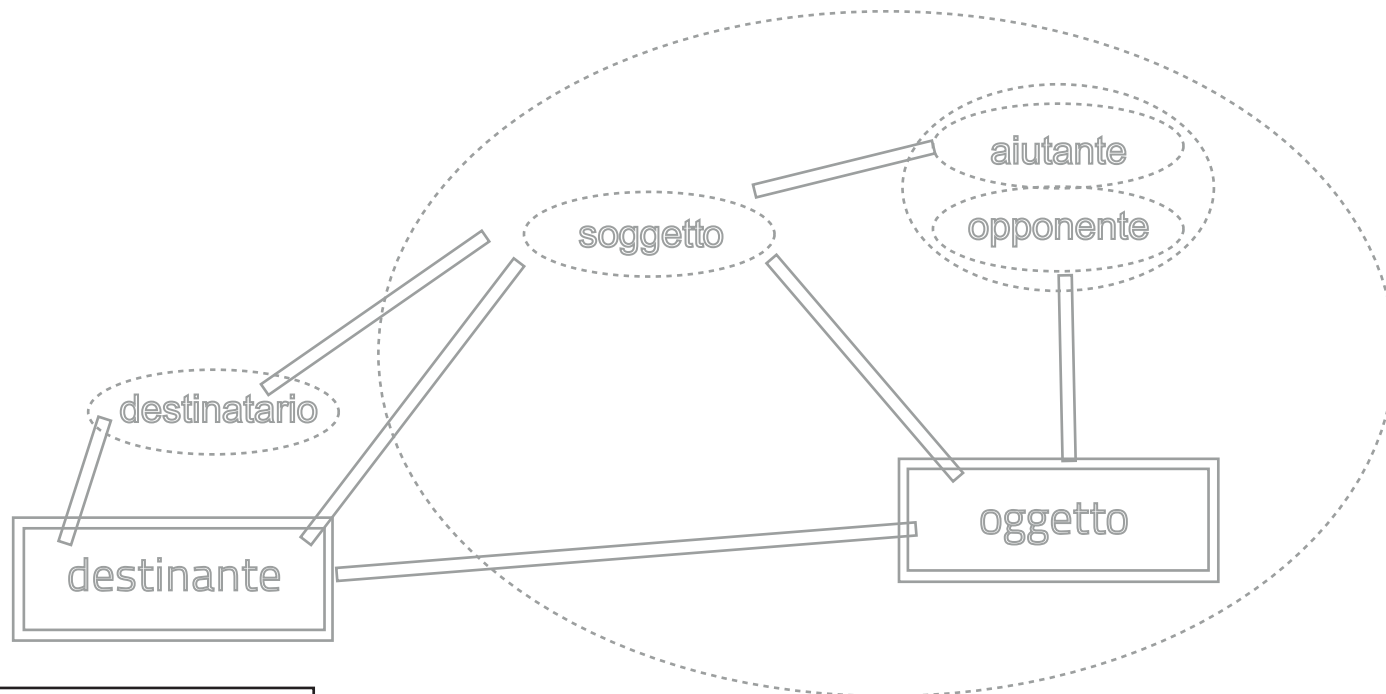 aiutante
opponente
soggetto
destinatario
oggetto
destinante